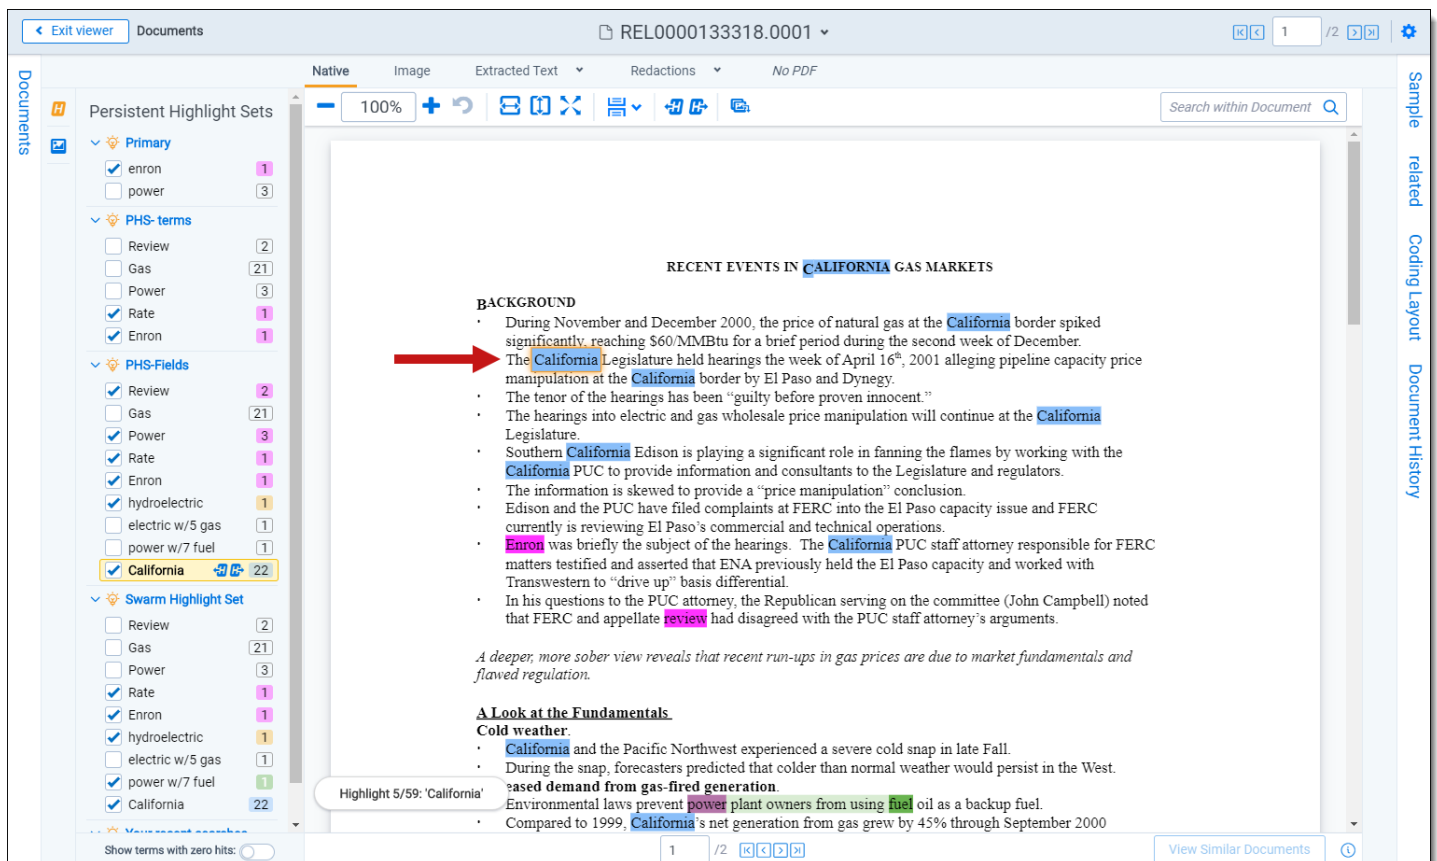 Exit viewer Documents REL0000133318.0001 1 /2
Documents
Native Image Extracted Text Redactions No PDF
100% Search within Document
Persistent Highlight Sets
Primary
enron 1
power 3
PHS- terms
Review 2
Gas 21
Power 3
Rate 1
Enron 1
PHS-Fields
Review 2
Gas 21
Power 3
Rate 1
Enron 1
hydroelectric 1
electric w/5 gas 1
power w/7 fuel 1
California 22
Swarm Highlight Set
Review 2
Gas 21
Power 3
Rate 1
Enron 1
hydroelectric 1
electric w/5 gas 1
power w/7 fuel 1
California 22
Your recent searches
Show terms with zero hits:
RECENT EVENTS IN CALIFORNIA GAS MARKETS
BACKGROUND
· During November and December 2000, the price of natural gas at the California border spiked
significantly, reaching $60/MMBtu for a brief period during the second week of December.
· The California Legislature held hearings the week of April 16th, 2001 alleging pipeline capacity price
manipulation at the California border by El Paso and Dynegy.
· The tenor of the hearings has been “guilty before proven innocent.”
· The hearings into electric and gas wholesale price manipulation will continue at the California
Legislature.
· Southern California Edison is playing a significant role in fanning the flames by working with the
California PUC to provide information and consultants to the Legislature and regulators.
· The information is skewed to provide a “price manipulation” conclusion.
· Edison and the PUC have filed complaints at FERC into the El Paso capacity issue and FERC
currently is reviewing El Paso’s commercial and technical operations.
· Enron was briefly the subject of the hearings. The California PUC staff attorney responsible for FERC
matters testified and asserted that ENA previously held the El Paso capacity and worked with
Transwestern to “drive up” basis differential.
· In his questions to the PUC attorney, the Republican serving on the committee (John Campbell) noted
that FERC and appellate review had disagreed with the PUC staff attorney’s arguments.
A deeper, more sober view reveals that recent run-ups in gas prices are due to market fundamentals and
flawed regulation.
A Look at the Fundamentals
Cold weather.
· California and the Pacific Northwest experienced a severe cold snap in late Fall.
· During the snap, forecasters predicted that colder than normal weather would persist in the West.
eased demand from gas-fired generation.
Environmental laws prevent power plant owners from using fuel oil as a backup fuel.
· Compared to 1999, California’s net generation from gas grew by 45% through September 2000
Highlight 5/59: 'California'
1 /2
View Similar Documents
Sample
related
Coding Layout
Document History